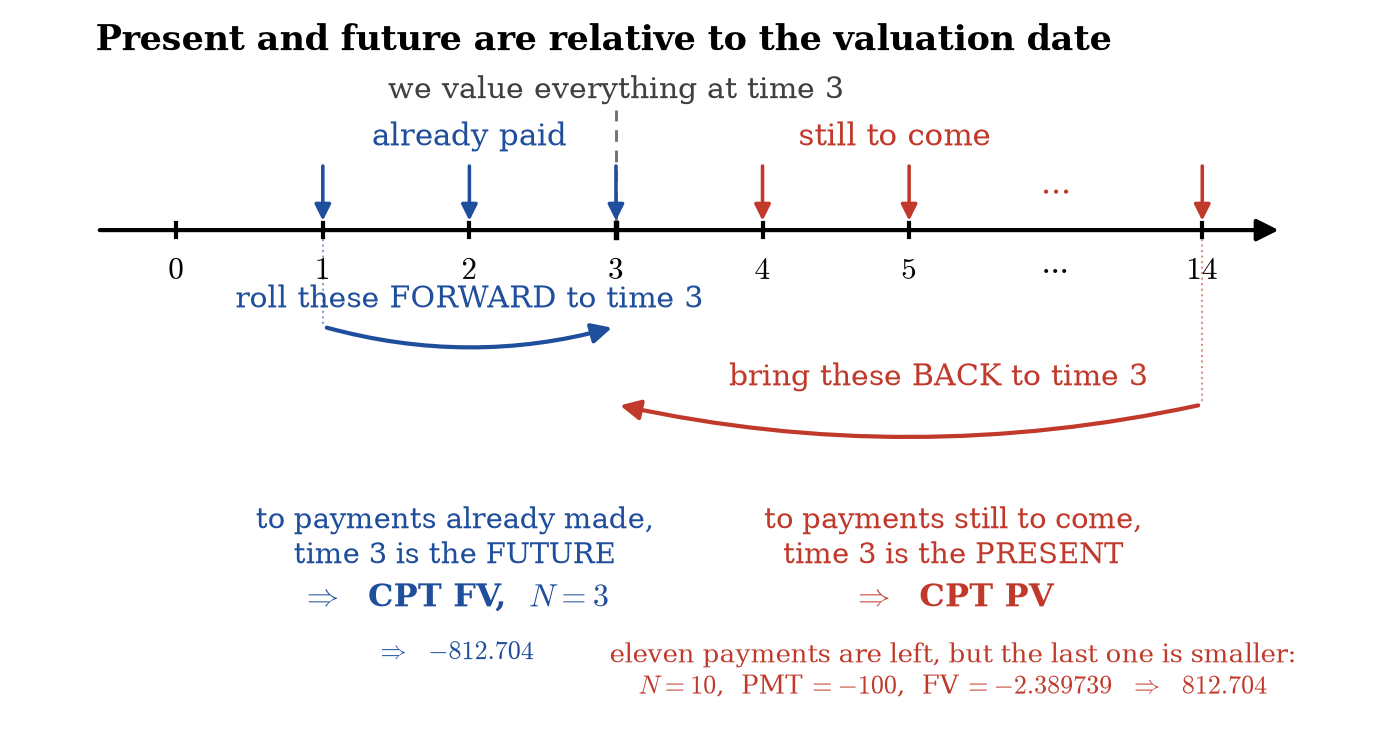 Present and future are relative to the valuation date
we value everything at time 3
already paid
still to come
...
0 1 2 3 4 5 ... 14
roll these FORWARD to time 3
bring these BACK to time 3
to payments already made,
time 3 is the FUTURE
⇒ CPT FV, N = 3
⇒ −812.704
to payments still to come,
time 3 is the PRESENT
⇒ CPT PV
eleven payments are left, but the last one is smaller:
N = 10, PMT = −100, FV = −2.389739 ⇒ 812.704